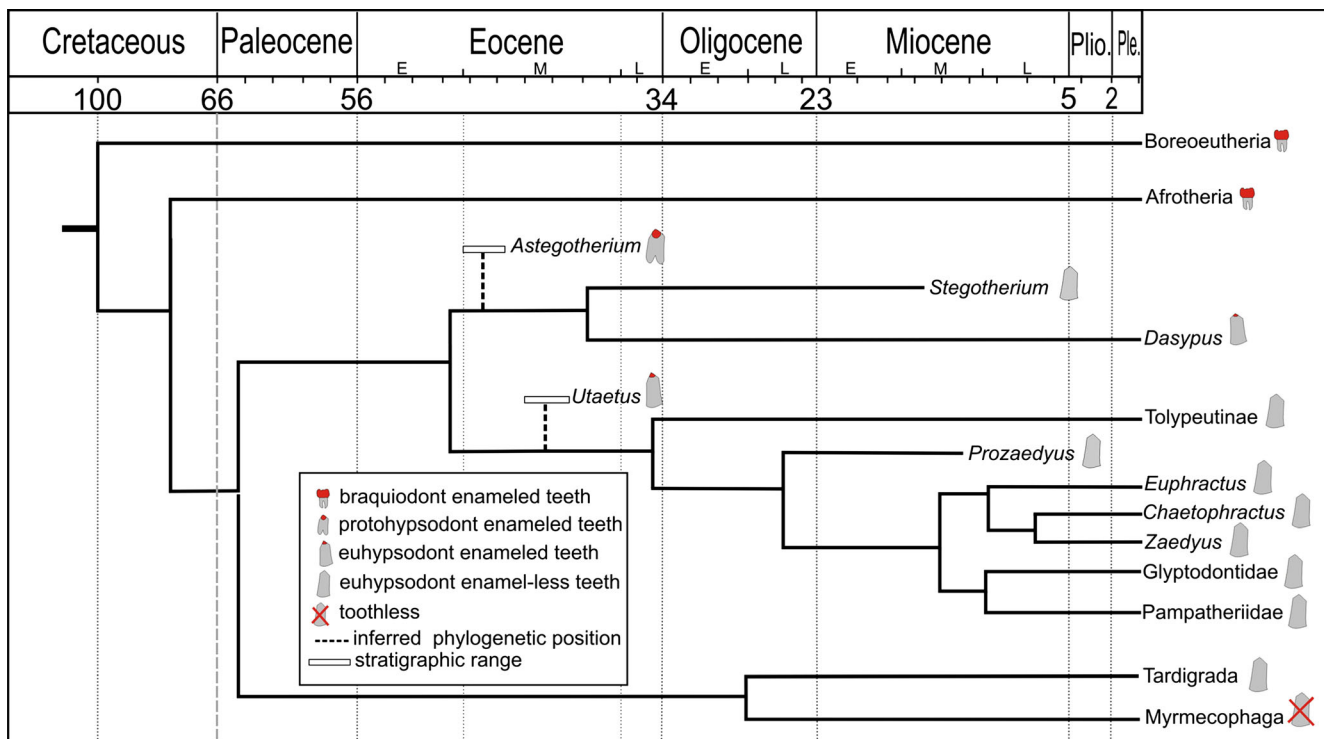 Cretaceous Paleocene Eocene Oligocene Miocene Plio. Ple.
E M L E L E M L
100 66 56 34 23 5 2
Boreoeutheria
Afrotheria
Astegotherium
Stegotherium
Dasypus
Utaetus
Tolypeutinae
Prozaedyus
Euphractus
Chaetophractus
Zaedyus
Glyptodontidae
Pampatheriidae
Tardigrada
Myrmecophaga
braquiodont enameled teeth
protohypsodont enameled teeth
euhypsodont enameled teeth
euhypsodont enamel-less teeth
toothless
inferred phylogenetic position
stratigraphic range